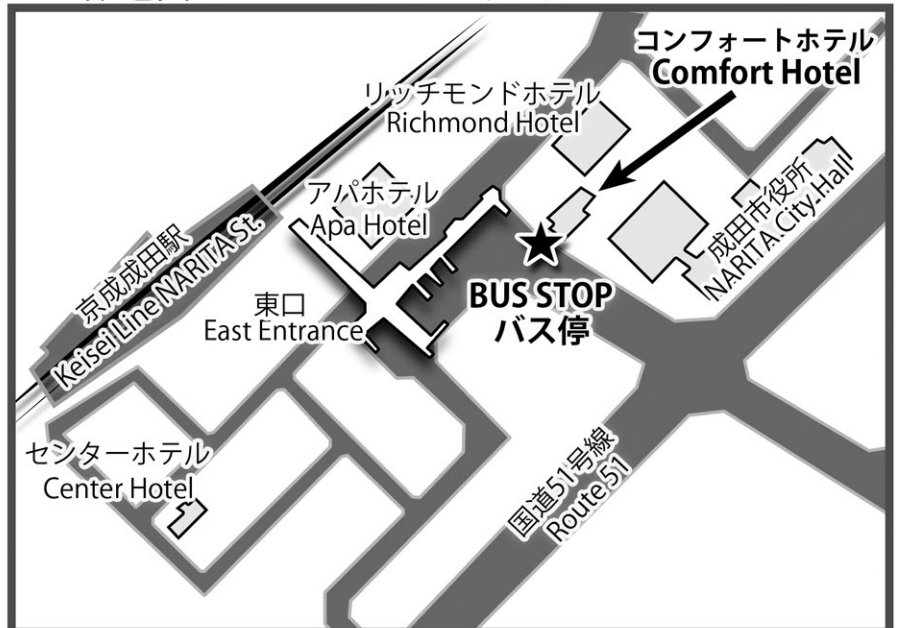 コンフォートホテル
Comfort Hotel
リッチモンドホテル
Richmond Hotel
アパホテル
Apa Hotel
成田市役所
NARITA City Hall
京成成田駅
Keisei Line NARITA St.
東口
East Entrance
BUS STOP
バス停
センターホテル
Center Hotel
国道51号線
Route 51